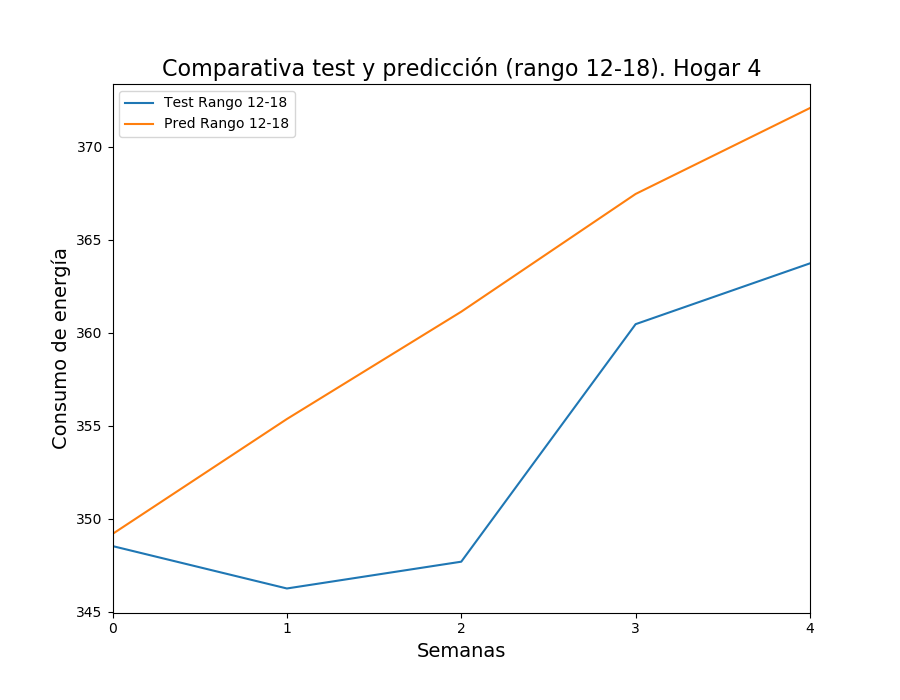 Comparativa test y predicción (rango 12-18). Hogar 4
Test Rango 12-18
Pred Rango 12-18
370
365
360
355
350
345
Consumo de energía
0 1 2 3 4
Semanas